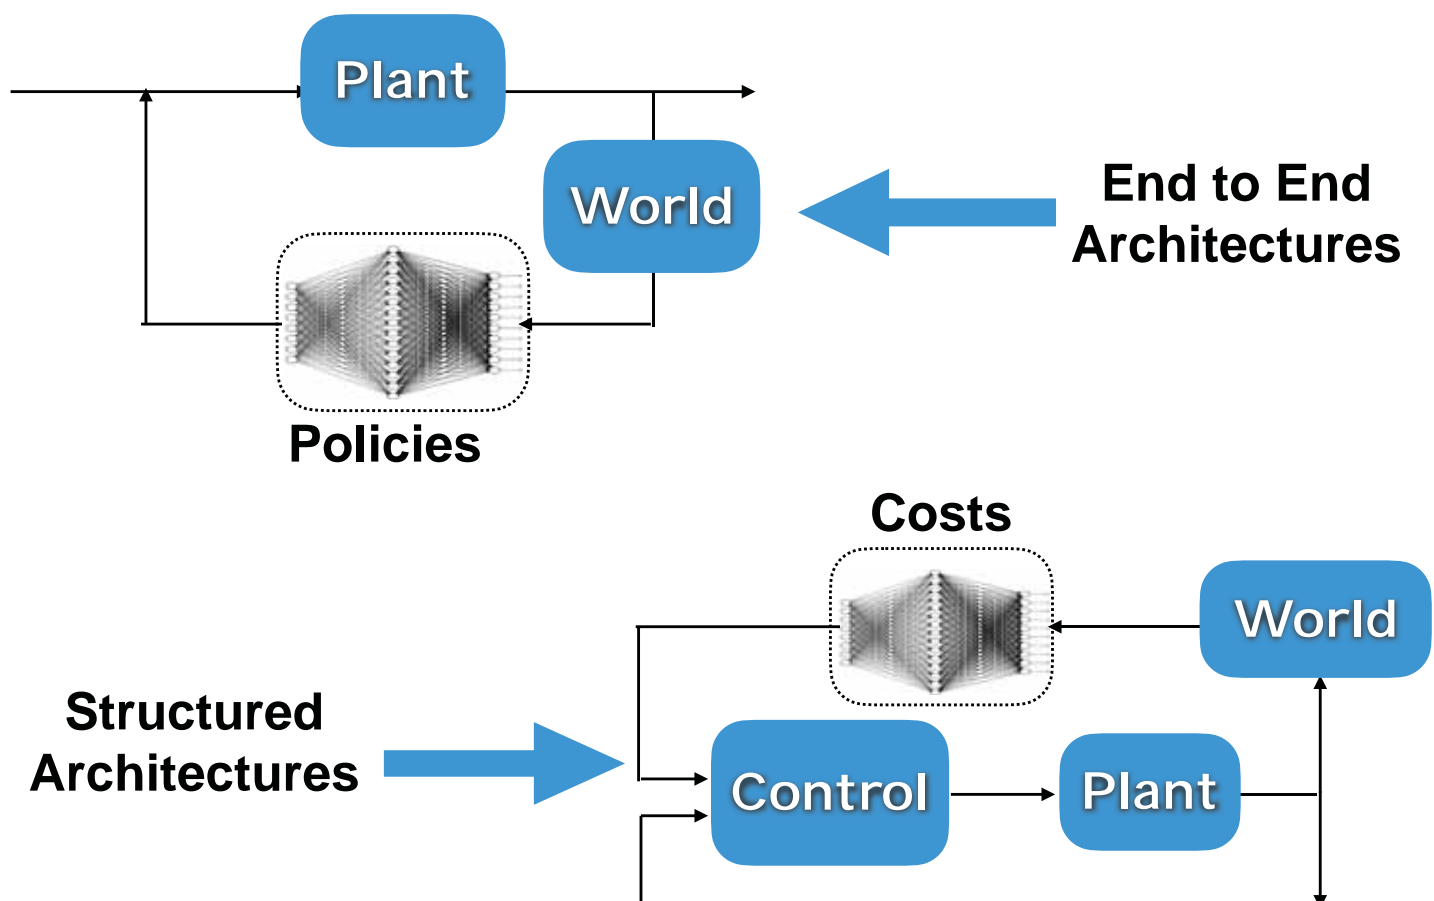 Plant
World
End to End
Architectures
Policies
Costs
World
Structured
Architectures
Control
Plant